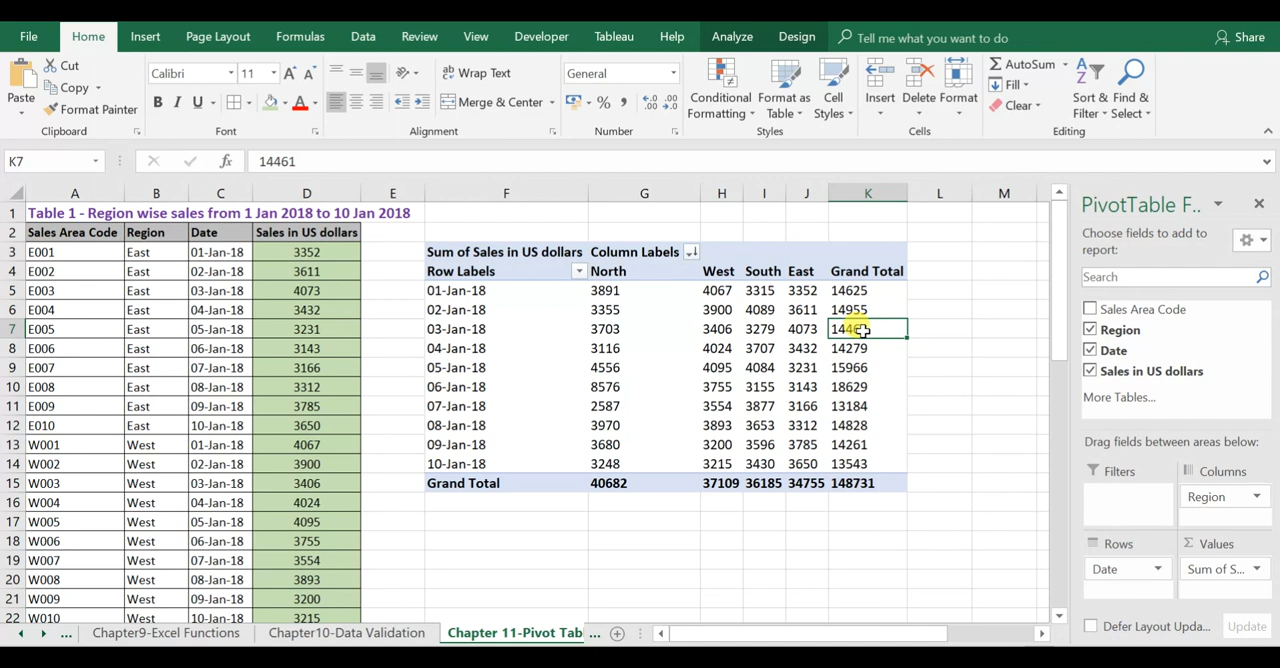 File Home Insert Page Layout Formulas Data Review View Developer Tableau Help Analyze Design Tell me what you want to do Share
Paste Cut Copy Format Painter Clipboard
Calibri 11 B I U Font
Wrap Text Merge & Center Alignment
General % Number
Conditional Formatting Format as Table Cell Styles Styles
Insert Delete Format Cells
AutoSum Fill Clear Sort & Filter Find & Select Editing
K7 fx 14461
A B C D E F G H I J K L M
1 Table 1 - Region wise sales from 1 Jan 2018 to 10 Jan 2018
2 Sales Area Code Region Date Sales in US dollars
3 E001 East 01-Jan-18 3352 Sum of Sales in US dollars Column Labels
4 E002 East 02-Jan-18 3611 Row Labels North West South East Grand Total
5 E003 East 03-Jan-18 4073 01-Jan-18 3891 4067 3315 3352 14625
6 E004 East 04-Jan-18 3432 02-Jan-18 3355 3900 4089 3611 14955
7 E005 East 05-Jan-18 3231 03-Jan-18 3703 3406 3279 4073 14461
8 E006 East 06-Jan-18 3143 04-Jan-18 3116 4024 3707 3432 14279
9 E007 East 07-Jan-18 3166 05-Jan-18 4556 4095 4084 3231 15966
10 E008 East 08-Jan-18 3312 06-Jan-18 8576 3755 3155 3143 18629
11 E009 East 09-Jan-18 3785 07-Jan-18 2587 3554 3877 3166 13184
12 E010 East 10-Jan-18 3650 08-Jan-18 3970 3893 3653 3312 14828
13 W001 West 01-Jan-18 4067 09-Jan-18 3680 3200 3596 3785 14261
14 W002 West 02-Jan-18 3900 10-Jan-18 3248 3215 3430 3650 13543
15 W003 West 03-Jan-18 3406 Grand Total 40682 37109 36185 34755 148731
16 W004 West 04-Jan-18 4024
17 W005 West 05-Jan-18 4095
18 W006 West 06-Jan-18 3755
19 W007 West 07-Jan-18 3554
20 W008 West 08-Jan-18 3893
21 W009 West 09-Jan-18 3200
22 W010 West 10-Jan-18 3215
... Chapter9-Excel Functions Chapter10-Data Validation Chapter 11-Pivot Tab ...
PivotTable F..
Choose fields to add to
report:
Search
Sales Area Code
Region
Date
Sales in US dollars
More Tables...
Drag fields between areas below:
Filters Columns
Region
Rows Σ Values
Date Sum of S...
Defer Layout Upda... Update